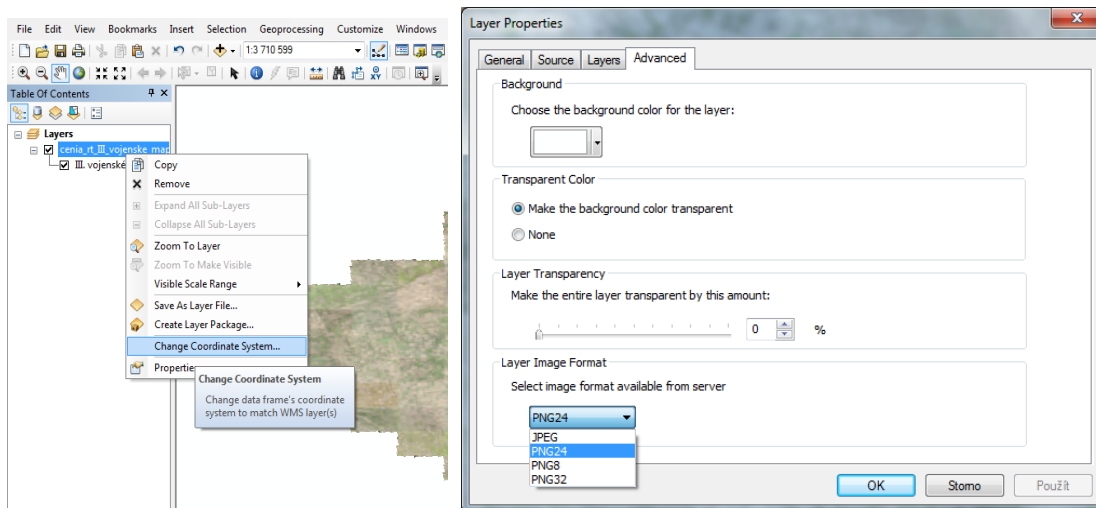 File Edit View Bookmarks Insert Selection Geoprocessing Customize Windows
1:3 710 599
Table Of Contents
Layers
cenia_rt_III_vojenske_map
III. vojenské
Copy
Remove
Expand All Sub-Layers
Collapse All Sub-Layers
Zoom To Layer
Zoom To Make Visible
Visible Scale Range
Save As Layer File...
Create Layer Package...
Change Coordinate System...
Propertie
Change Coordinate System
Change data frame's coordinate
system to match WMS layer(s)
Layer Properties
General Source Layers Advanced
Background
Choose the background color for the layer:
Transparent Color
Make the background color transparent
None
Layer Transparency
Make the entire layer transparent by this amount:
0 %
Layer Image Format
Select image format available from server
PNG24
JPEG
PNG24
PNG8
PNG32
OK Storno Použít